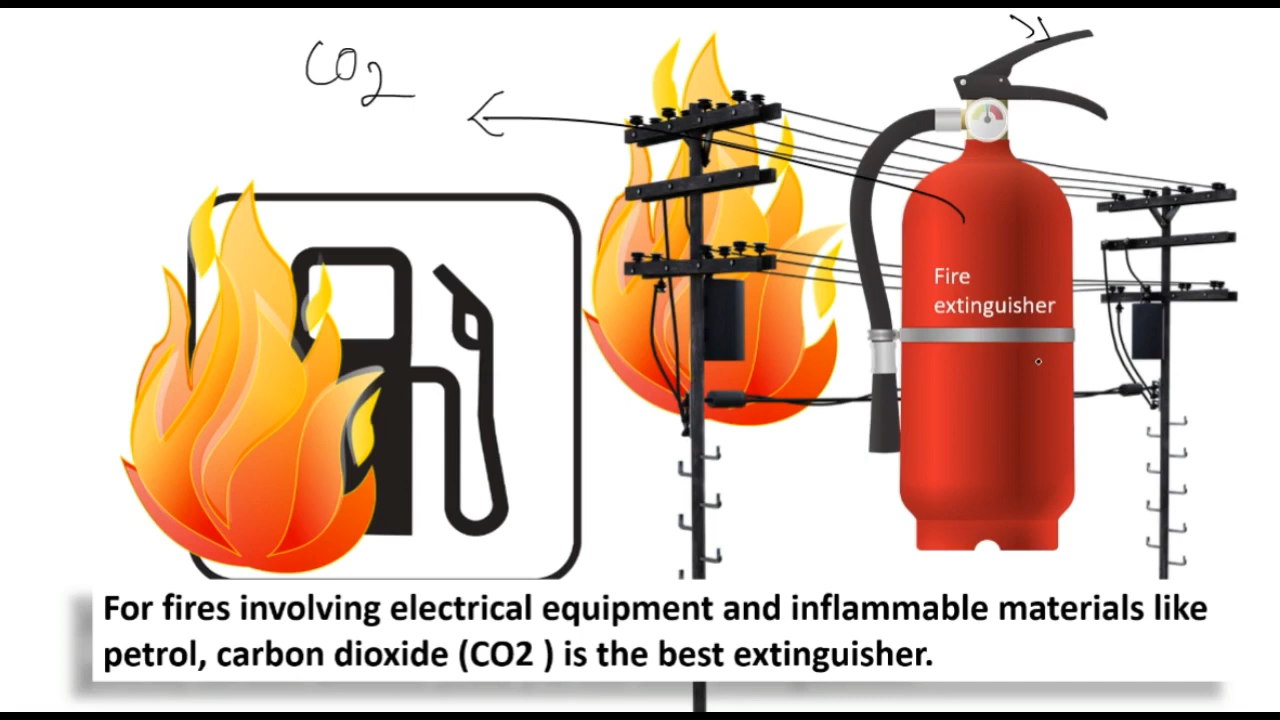 CO2
Fire
extinguisher
For fires involving electrical equipment and inflammable materials like
petrol, carbon dioxide (CO2 ) is the best extinguisher.